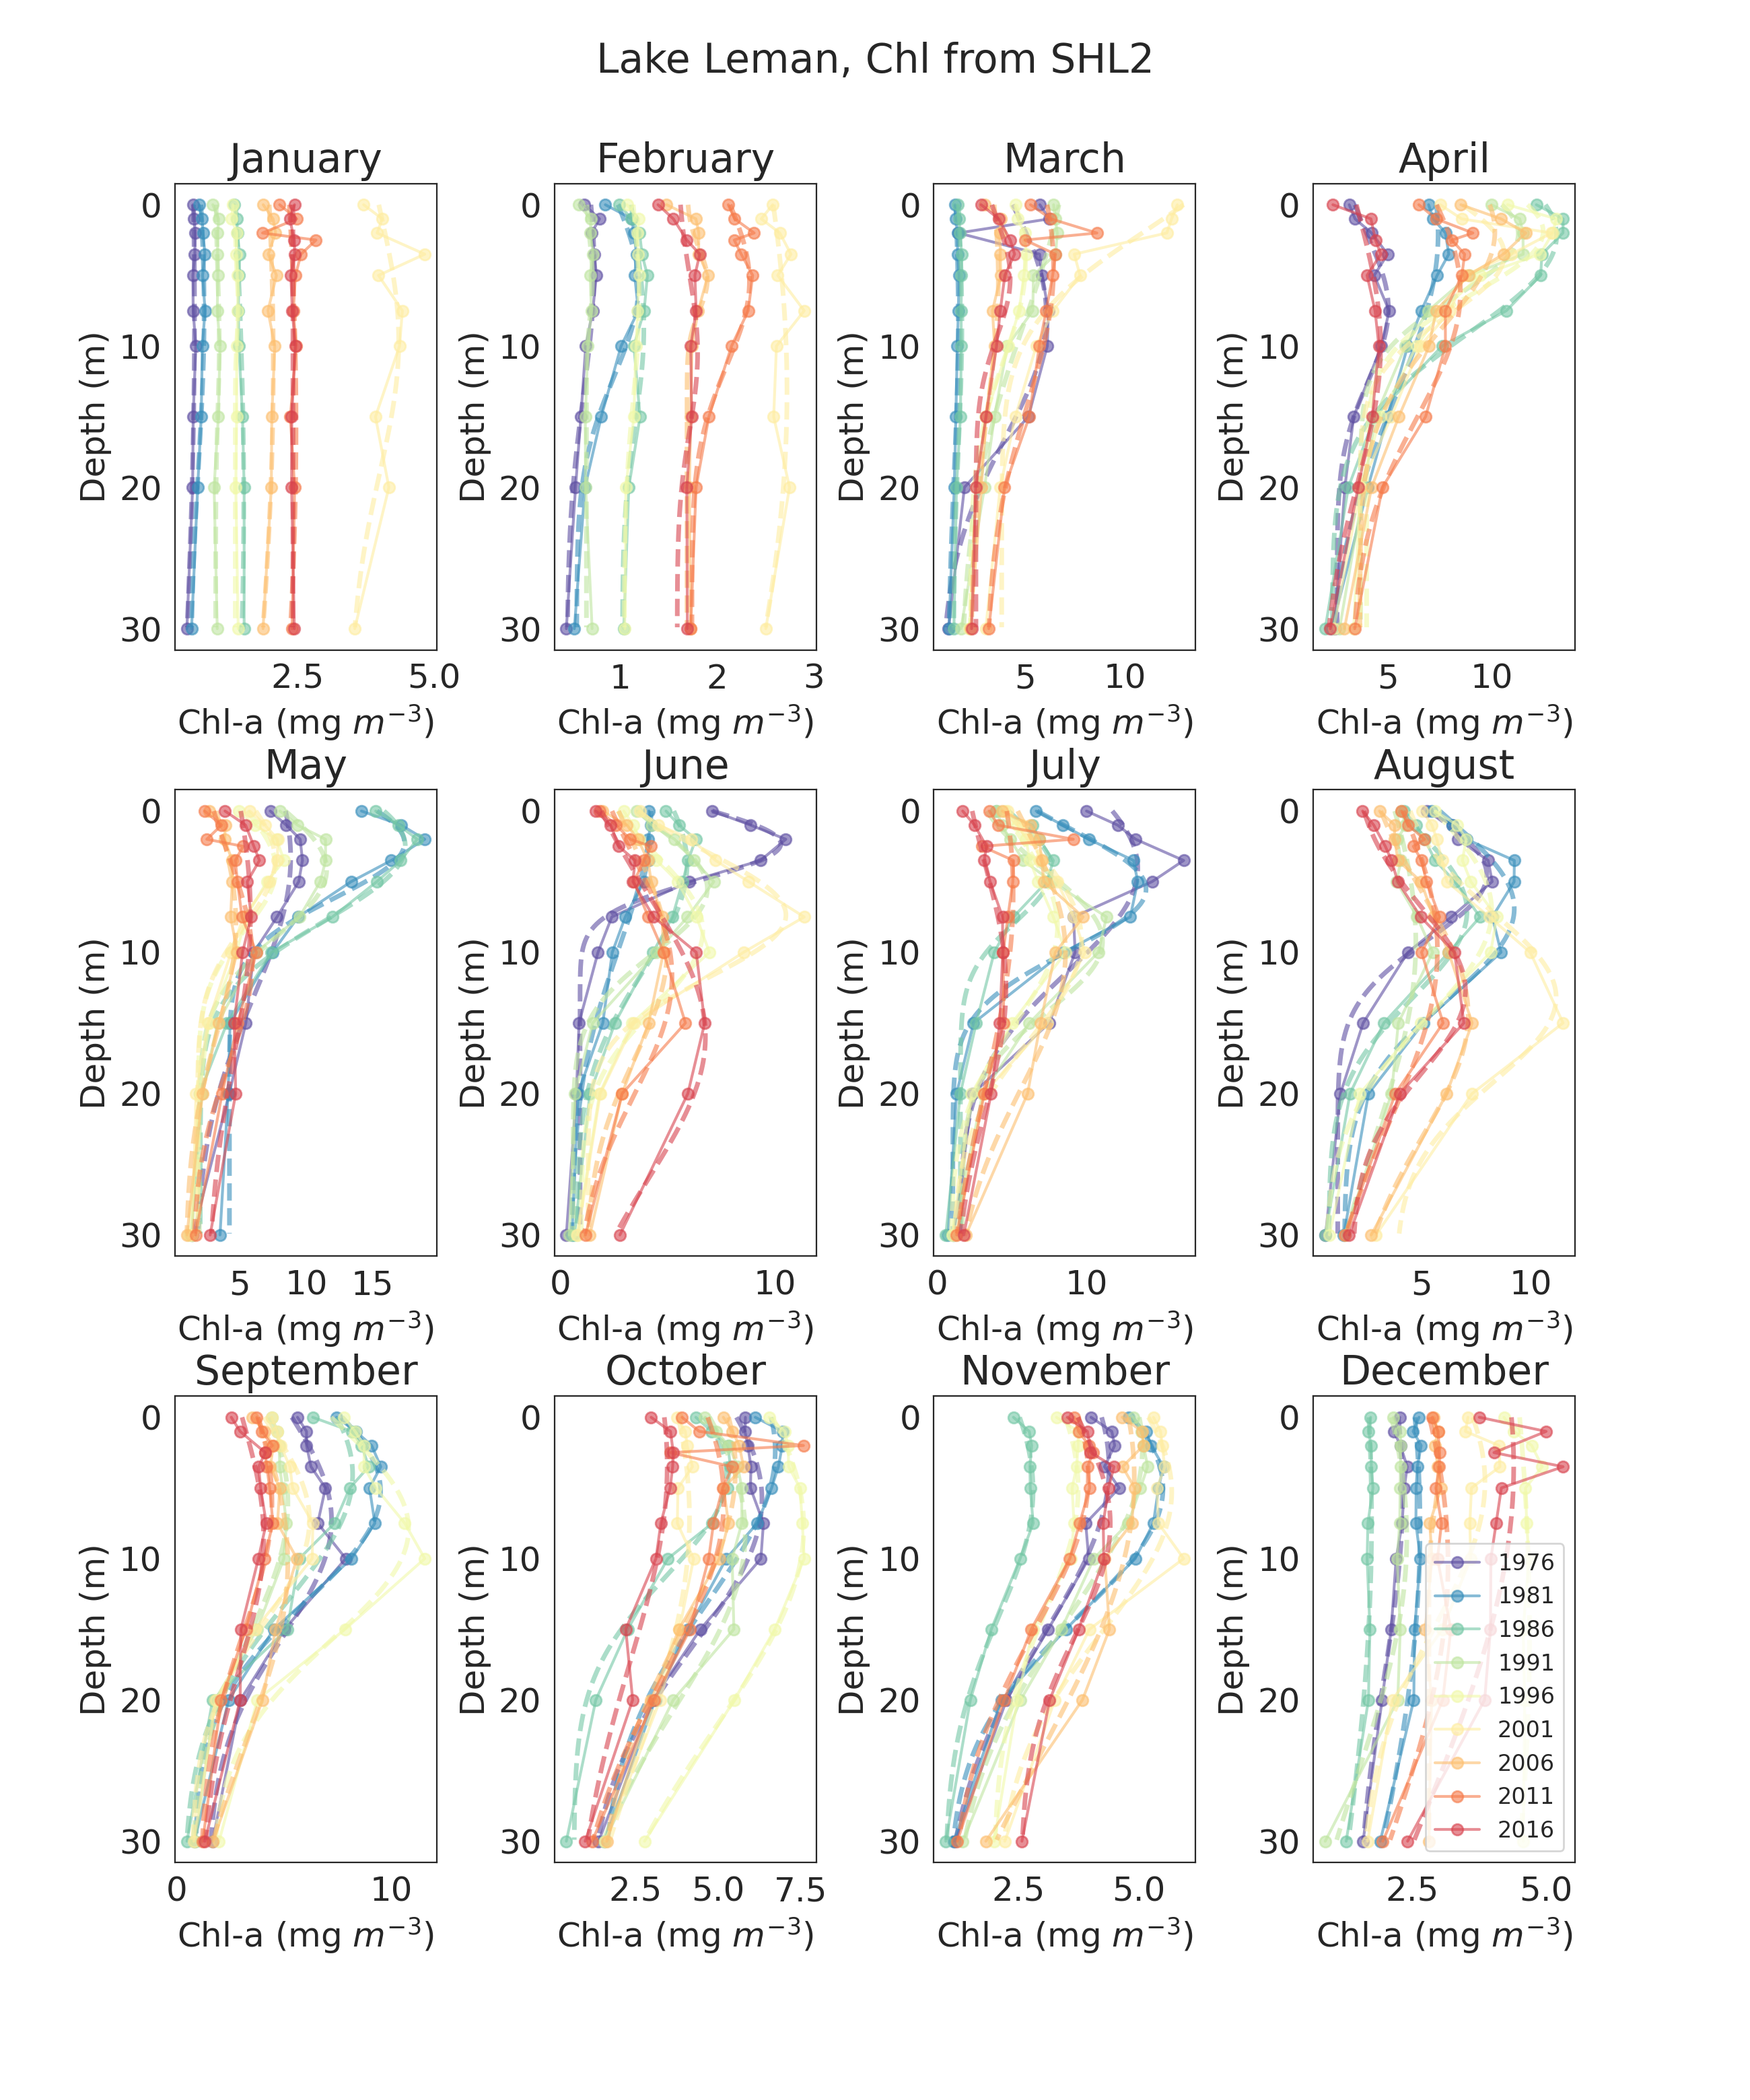 Lake Leman, Chl from SHL2
January February March April
0 0 0 0
Depth (m) 10 Depth (m) 10 Depth (m) 10 Depth (m) 10
20 20 20 20
30 30 30 30
2.5 5.0 1 2 3 5 10 5 10
Chl-a (mg m−3) Chl-a (mg m−3) Chl-a (mg m−3) Chl-a (mg m−3)
May June July August
0 0 0 0
Depth (m) 10 Depth (m) 10 Depth (m) 10 Depth (m) 10
20 20 20 20
30 30 30 30
5 10 15 0 10 0 10 5 10
Chl-a (mg m−3) Chl-a (mg m−3) Chl-a (mg m−3) Chl-a (mg m−3)
September October November December
0 0 0 0
Depth (m) 10 Depth (m) 10 Depth (m) 10 Depth (m) 10
20 20 20 20
30 30 30 30
1976
1981
1986
1991
1996
2001
2006
2011
2016
0 10 2.5 5.0 7.5 2.5 5.0 2.5 5.0
Chl-a (mg m−3) Chl-a (mg m−3) Chl-a (mg m−3) Chl-a (mg m−3)